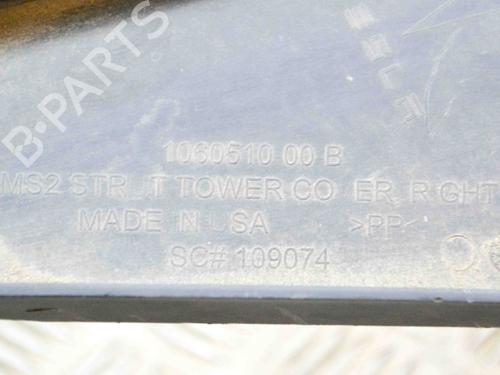 B-PARTS
1060510 00 B
MS2 STRUT TOWER CO ER RIGHT
MADE IN USA >PP<
SC# 109074